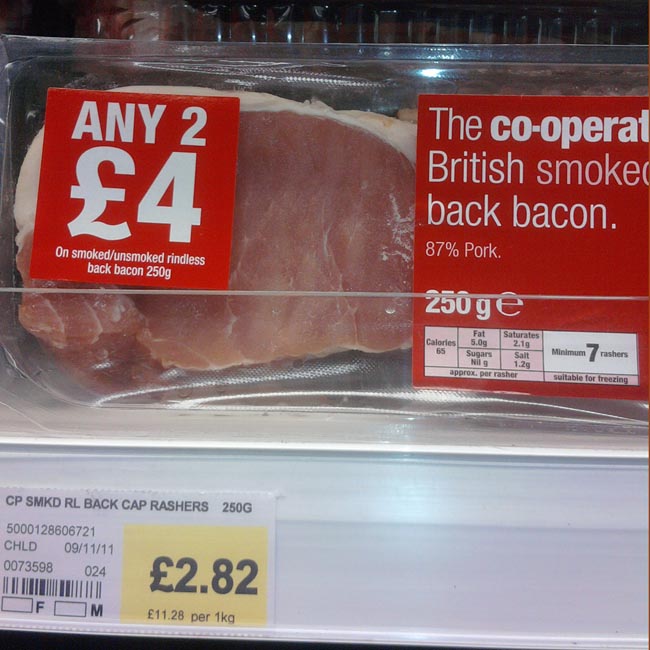 ANY 2
£4
On smoked/unsmoked rindless
back bacon 250g
The co-operat
British smoked
back bacon.
87% Pork.
250 g e
Calories 65
Fat 5.0g
Saturates 2.1g
Sugars Nil g
Salt 1.2g
approx. per rasher
Minimum 7 rashers
suitable for freezing
CP SMKD RL BACK CAP RASHERS 250G
5000128606721
CHLD 09/11/11
0073598 024
F M
£2.82
£11.28 per 1kg